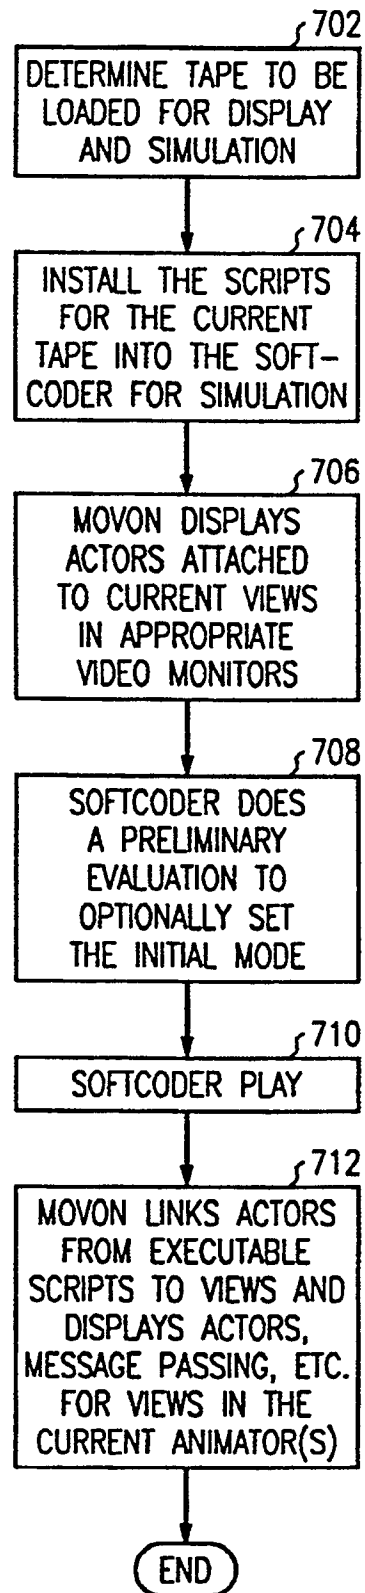 702
DETERMINE TAPE TO BE
LOADED FOR DISPLAY
AND SIMULATION
704
INSTALL THE SCRIPTS
FOR THE CURRENT
TAPE INTO THE SOFT-
CODER FOR SIMULATION
706
MOVON DISPLAYS
ACTORS ATTACHED
TO CURRENT VIEWS
IN APPROPRIATE
VIDEO MONITORS
708
SOFTCODER DOES
A PRELIMINARY
EVALUATION TO
OPTIONALLY SET
THE INITIAL MODE
710
SOFTCODER PLAY
712
MOVON LINKS ACTORS
FROM EXECUTABLE
SCRIPTS TO VIEWS AND
DISPLAYS ACTORS,
MESSAGE PASSING, ETC.
FOR VIEWS IN THE
CURRENT ANIMATOR(S)
END